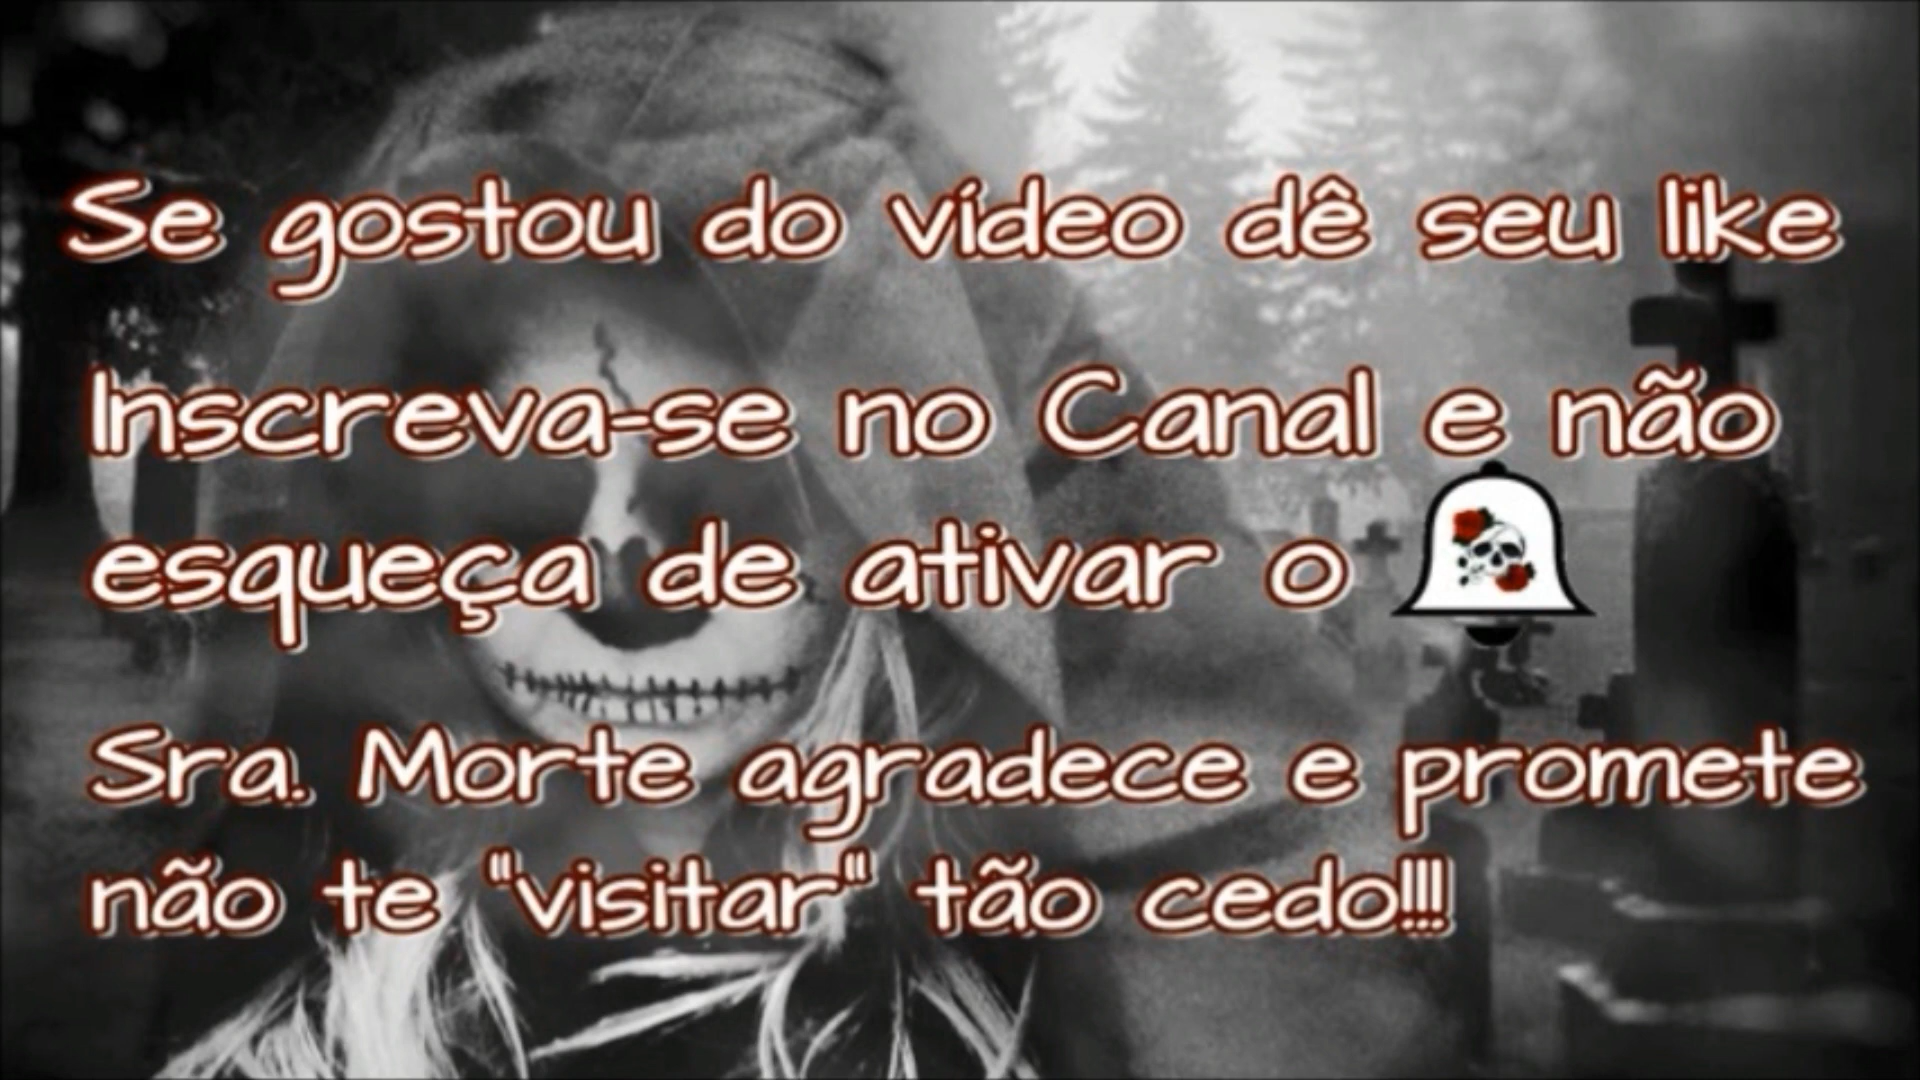 Se gostou do vídeo dê seu like
Inscreva-se no Canal e não
esqueça de ativar o
Sra. Morte agradece e promete
não te "visitar" tão cedo!!!